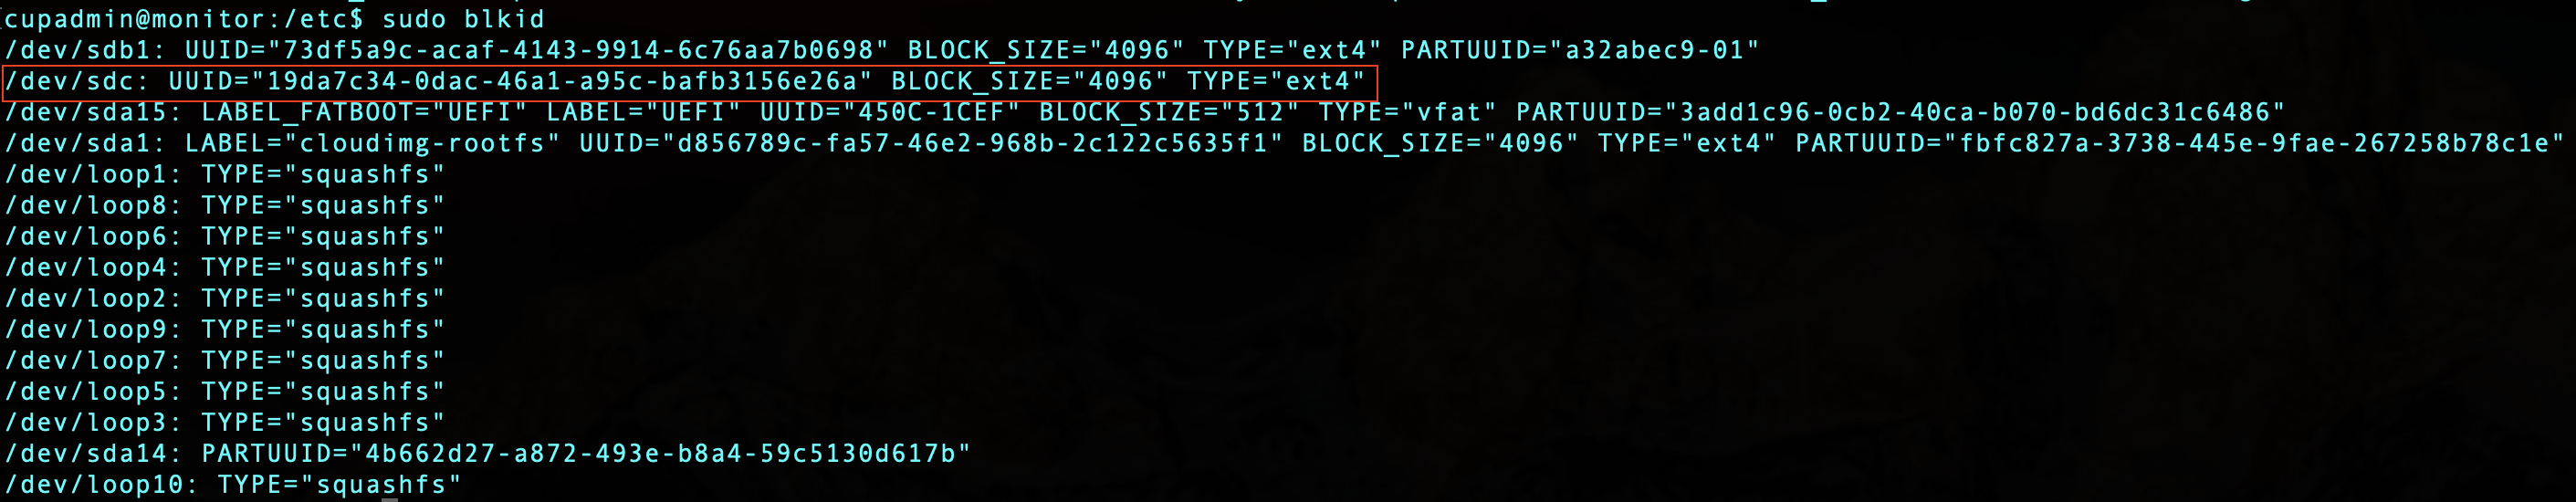 cupadmin@monitor:/etc$ sudo blkid
/dev/sdb1: UUID="73df5a9c-acaf-4143-9914-6c76aa7b0698" BLOCK_SIZE="4096" TYPE="ext4" PARTUUID="a32abec9-01"
/dev/sdc: UUID="19da7c34-0dac-46a1-a95c-bafb3156e26a" BLOCK_SIZE="4096" TYPE="ext4"
/dev/sda15: LABEL_FATBOOT="UEFI" LABEL="UEFI" UUID="450C-1CEF" BLOCK_SIZE="512" TYPE="vfat" PARTUUID="3add1c96-0cb2-40ca-b070-bd6dc31c6486"
/dev/sda1: LABEL="cloudimg-rootfs" UUID="d856789c-fa57-46e2-968b-2c122c5635f1" BLOCK_SIZE="4096" TYPE="ext4" PARTUUID="fbfc827a-3738-445e-9fae-267258b78c1e"
/dev/loop1: TYPE="squashfs"
/dev/loop8: TYPE="squashfs"
/dev/loop6: TYPE="squashfs"
/dev/loop4: TYPE="squashfs"
/dev/loop2: TYPE="squashfs"
/dev/loop9: TYPE="squashfs"
/dev/loop7: TYPE="squashfs"
/dev/loop5: TYPE="squashfs"
/dev/loop3: TYPE="squashfs"
/dev/sda14: PARTUUID="4b662d27-a872-493e-b8a4-59c5130d617b"
/dev/loop10: TYPE="squashfs"